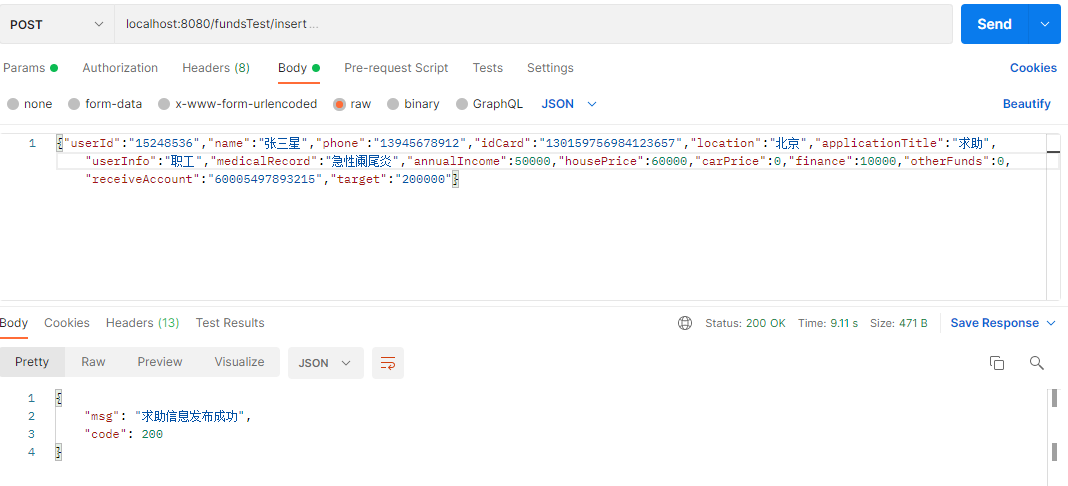 POST localhost:8080/fundsTest/insert... Send
Params Authorization Headers (8) Body Pre-request Script Tests Settings Cookies
none form-data x-www-form-urlencoded raw binary GraphQL JSON Beautify
1 {"userId":"15248536","name":"张三星","phone":"13945678912","idCard":"130159756984123657","location":"北京","applicationTitle":"求助",
"userInfo":"职工","medicalRecord":"急性阑尾炎","annualIncome":50000,"housePrice":60000,"carPrice":0,"finance":10000,"otherFunds":0,
"receiveAccount":"60005497893215","target":"200000"}
Body Cookies Headers (13) Test Results Status: 200 OK Time: 9.11 s Size: 471 B Save Response
Pretty Raw Preview Visualize JSON
1 {
2 "msg": "求助信息发布成功",
3 "code": 200
4 }